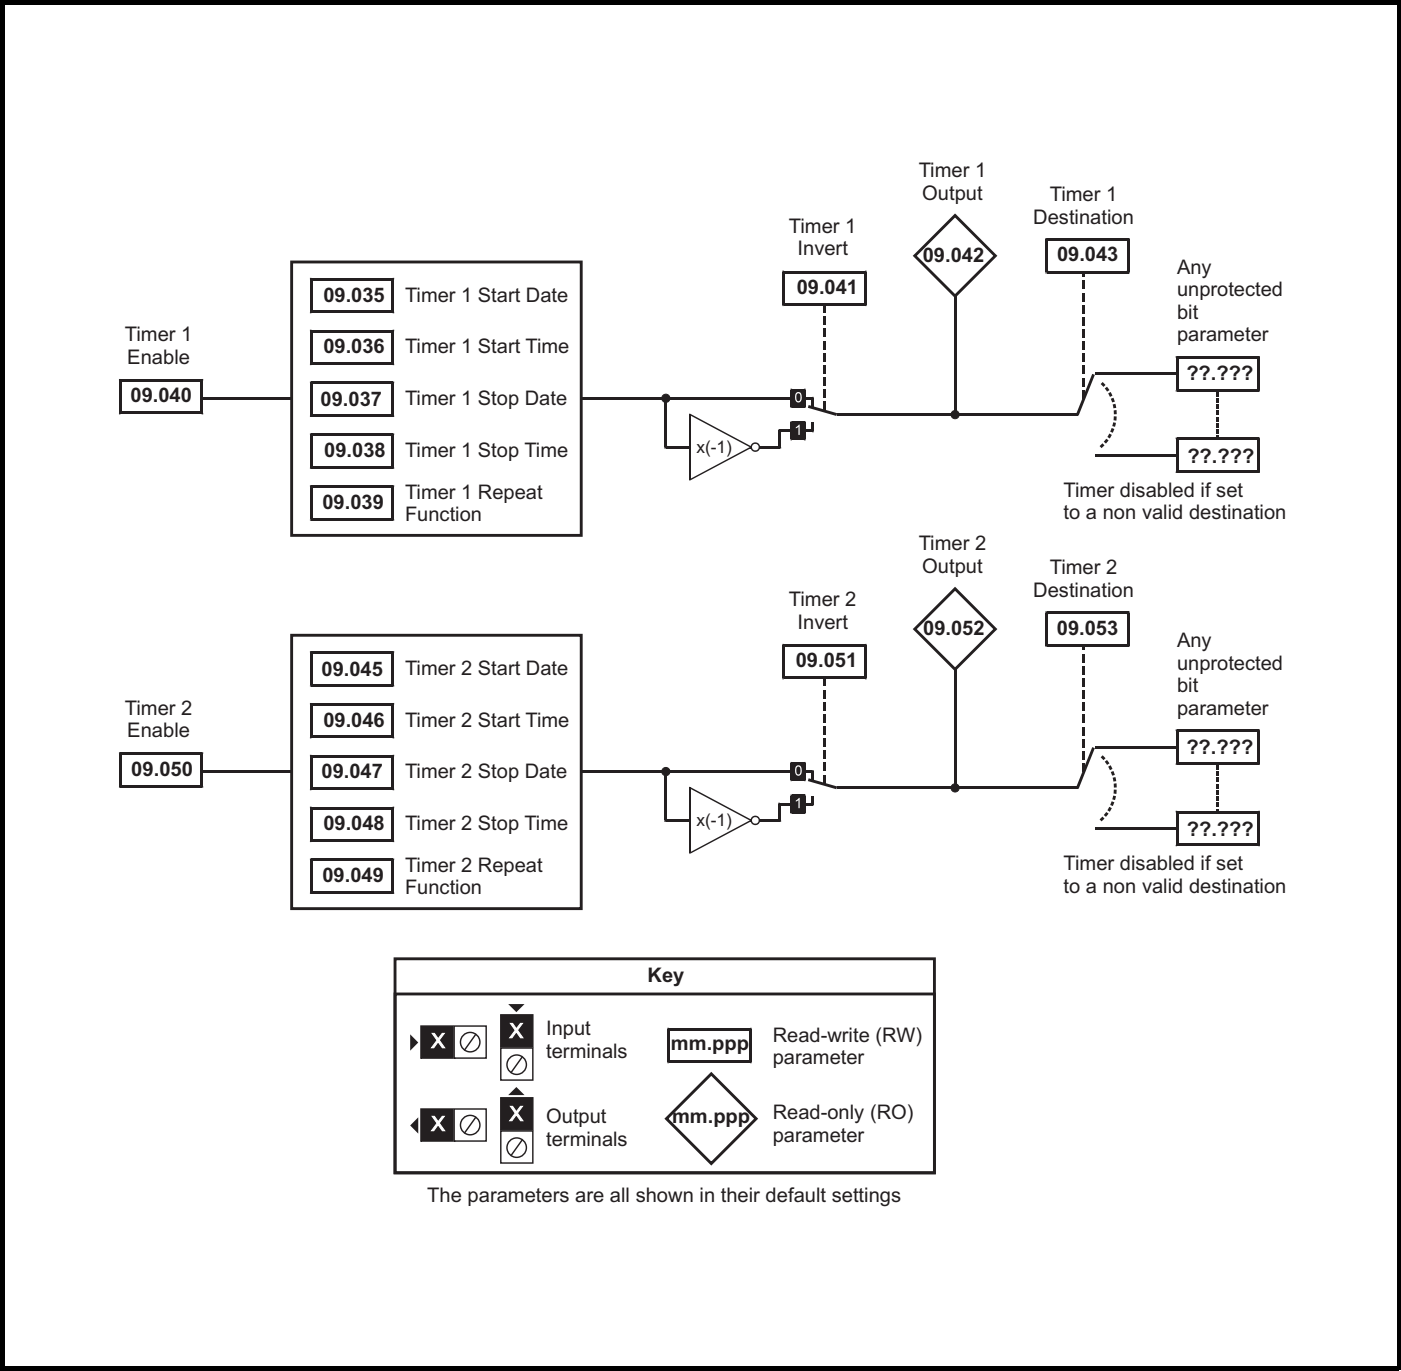 Timer 1
Enable
09.040
09.035 Timer 1 Start Date
09.036 Timer 1 Start Time
09.037 Timer 1 Stop Date
09.038 Timer 1 Stop Time
09.039 Timer 1 Repeat
Function
x(-1)
0
1
Timer 1
Invert
09.041
Timer 1
Output
09.042
Timer 1
Destination
09.043
Any
unprotected
bit
parameter
??.???
??.???
Timer disabled if set
to a non valid destination
Timer 2
Enable
09.050
09.045 Timer 2 Start Date
09.046 Timer 2 Start Time
09.047 Timer 2 Stop Date
09.048 Timer 2 Stop Time
09.049 Timer 2 Repeat
Function
x(-1)
0
1
Timer 2
Invert
09.051
Timer 2
Output
09.052
Timer 2
Destination
09.053
Any
unprotected
bit
parameter
??.???
??.???
Timer disabled if set
to a non valid destination
Key
X
X
Input
terminals
mm.ppp
Read-write (RW)
parameter
X
X
Output
terminals
mm.ppp
Read-only (RO)
parameter
The parameters are all shown in their default settings